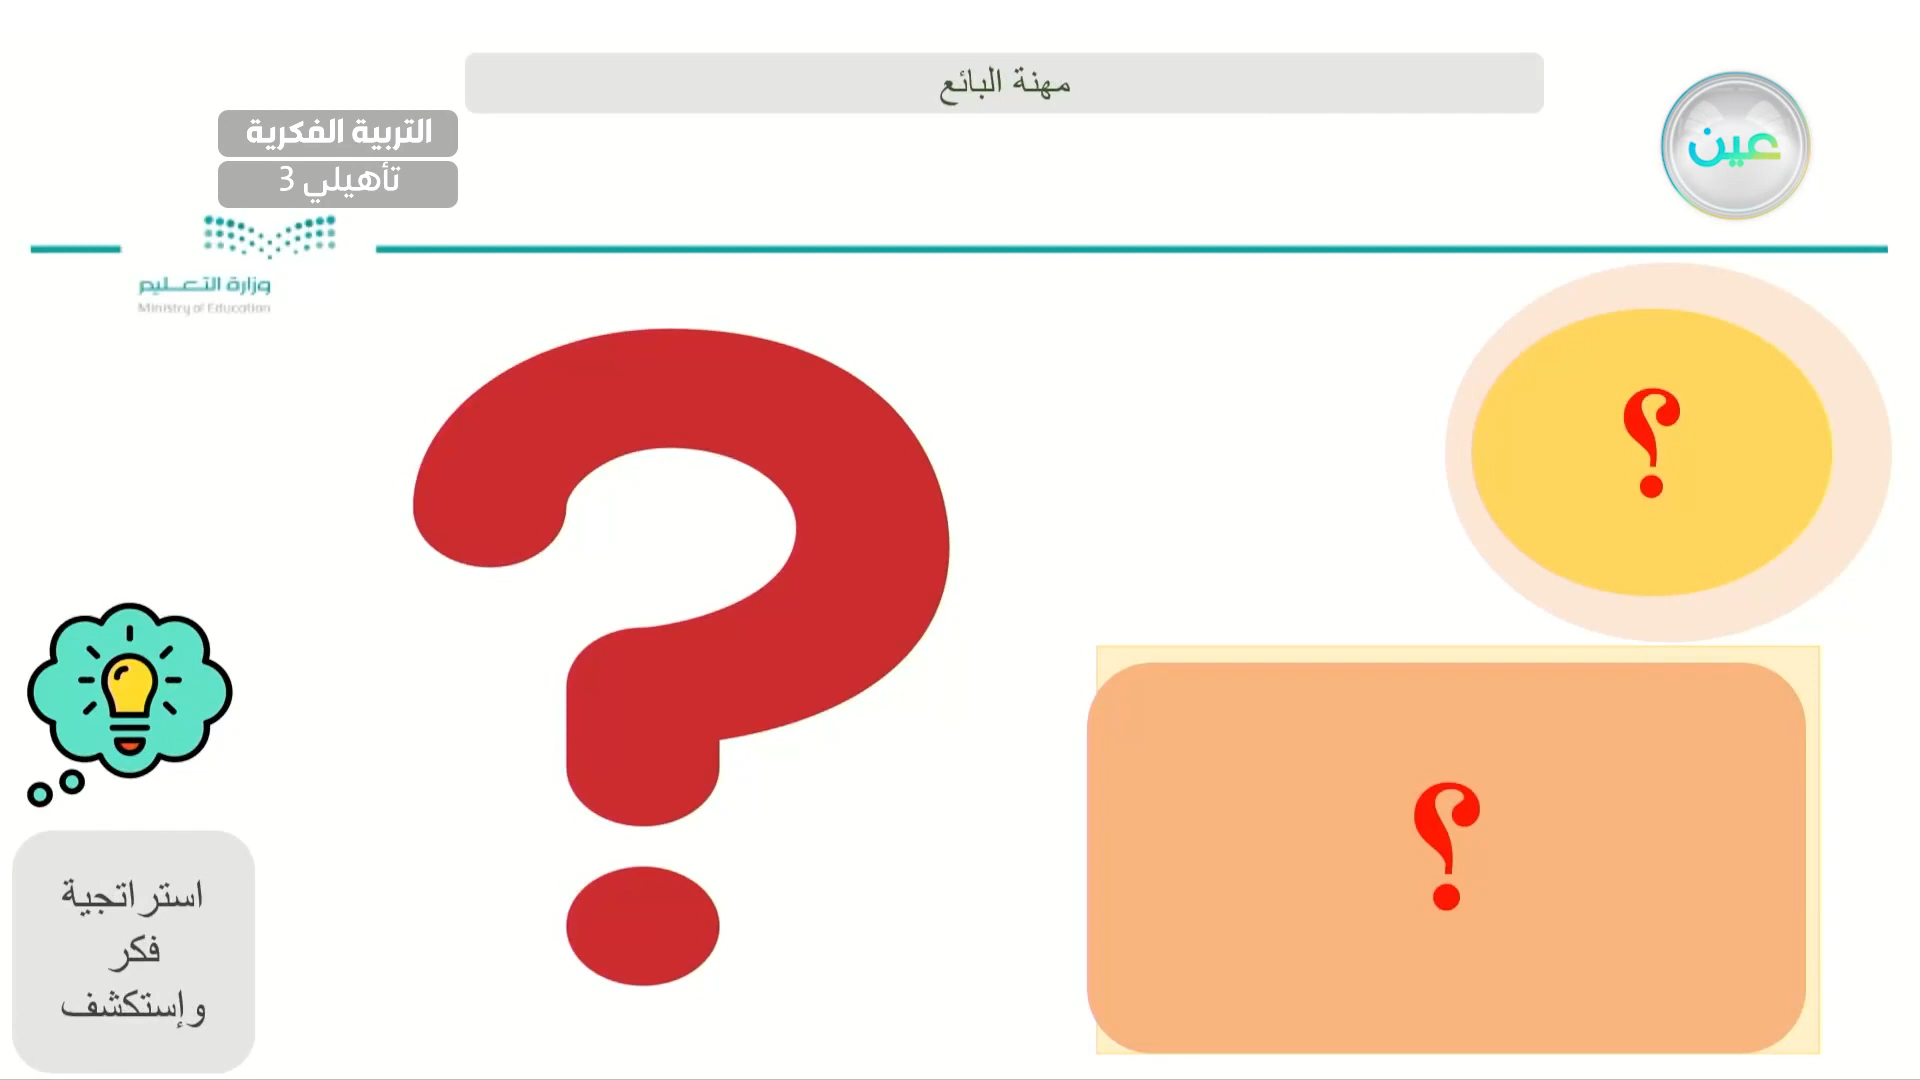 مهنة البائع
عين
التربية الفكرية
تأهيلي 3
وزارة التعليم
Ministry of Education
؟
؟
استراتجية
فكر
وإستكشف